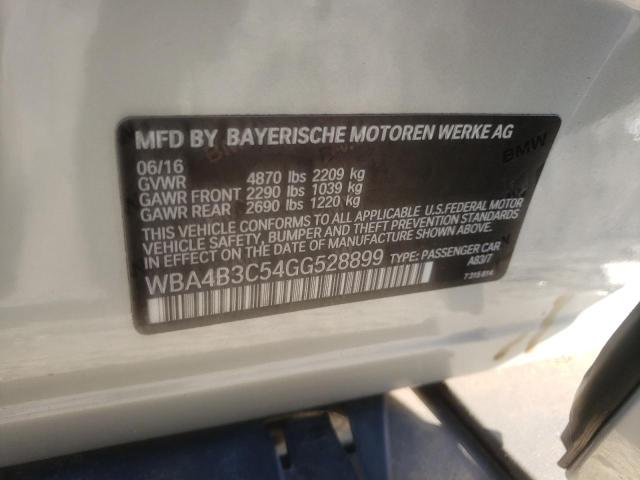 MFD BY BAYERISCHE MOTOREN WERKE AG
06/16
GVWR 4870 lbs 2209 kg
GAWR FRONT 2290 lbs 1039 kg
GAWR REAR 2690 lbs 1220 kg
THIS VEHICLE CONFORMS TO ALL APPLICABLE U.S.FEDERAL MOTOR
VEHICLE SAFETY, BUMPER, AND THEFT PREVENTION STANDARDS
IN EFFECT ON THE DATE OF MANUFACTURE SHOWN ABOVE.
WBA4B3C54GG528899 TYPE: PASSENGER CAR
A83/7
7315814
BMW